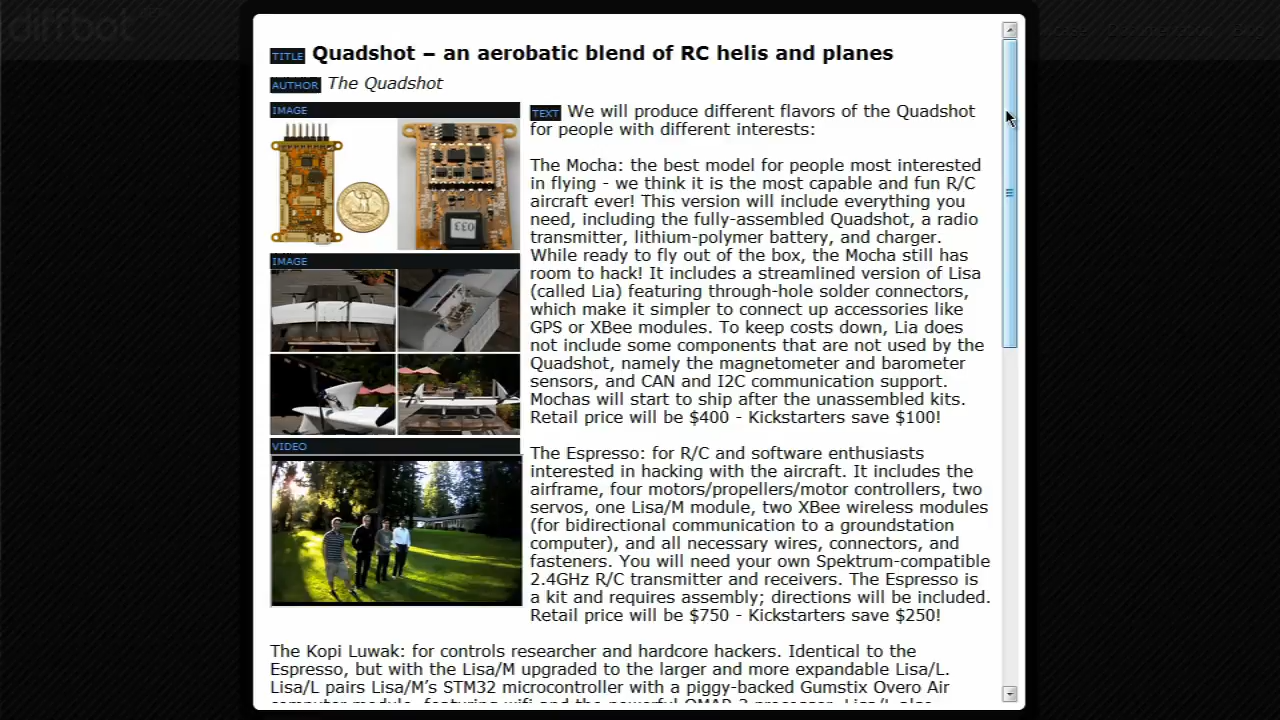 diffbot
TITLE Quadshot – an aerobatic blend of RC helis and planes
AUTHOR The Quadshot
IMAGE
IMAGE
VIDEO
TEXT We will produce different flavors of the Quadshot
for people with different interests:
The Mocha: the best model for people most interested
in flying - we think it is the most capable and fun R/C
aircraft ever! This version will include everything you
need, including the fully-assembled Quadshot, a radio
transmitter, lithium-polymer battery, and charger.
While ready to fly out of the box, the Mocha still has
room to hack! It includes a streamlined version of Lisa
(called Lia) featuring through-hole solder connectors,
which make it simpler to connect up accessories like
GPS or XBee modules. To keep costs down, Lia does
not include some components that are not used by the
Quadshot, namely the magnetometer and barometer
sensors, and CAN and I2C communication support.
Mochas will start to ship after the unassembled kits.
Retail price will be $400 - Kickstarters save $100!
The Espresso: for R/C and software enthusiasts
interested in hacking with the aircraft. It includes the
airframe, four motors/propellers/motor controllers, two
servos, one Lisa/M module, two XBee wireless modules
(for bidirectional communication to a groundstation
computer), and all necessary wires, connectors, and
fasteners. You will need your own Spektrum-compatible
2.4GHz R/C transmitter and receivers. The Espresso is
a kit and requires assembly; directions will be included.
Retail price will be $750 - Kickstarters save $250!
The Kopi Luwak: for controls researcher and hardcore hackers. Identical to the
Espresso, but with the Lisa/M upgraded to the larger and more expandable Lisa/L.
Lisa/L pairs Lisa/M's STM32 microcontroller with a piggy-backed Gumstix Overo Air